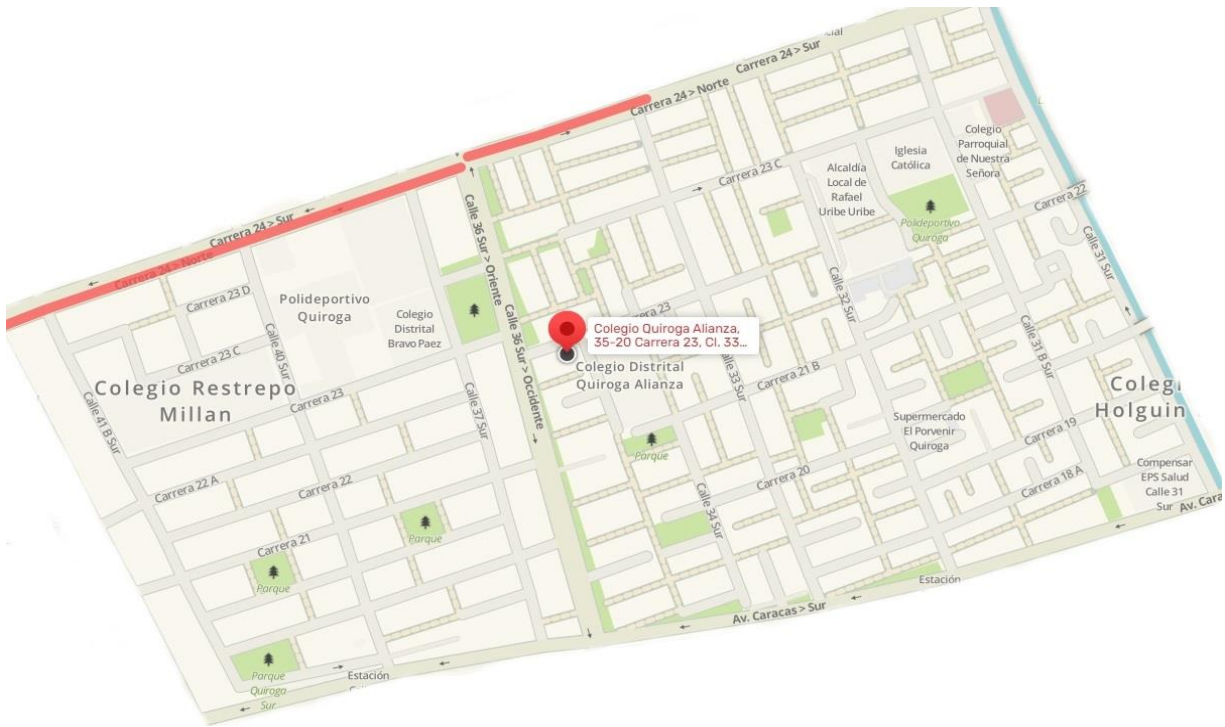 Carrera 24 > Sur
Carrera 24 > Norte
Carrera 23 C
Colegio
Parroquial
de Nuestra
Señora
Iglesia
Católica
Alcaldía
Local de
Rafael
Uribe Uribe
Polideportivo
Quiroga
Carrera 22
Calle 31 Sur
Calle 36 Sur > Oriente
Carrera 24 > Sur
Carrera 24 > Norte
Carrera 23 D
Polideportivo
Quiroga
Colegio
Distrital
Bravo Paez
Calle 40 Sur
Carrera 23 C
Calle 36 Sur > Occidente
Carrera 23
Colegio Quiroga Alianza,
35-20 Carrera 23, Cl. 33...
Colegio Distrital
Quiroga Alianza
Calle 32 Sur
Calle 31 B Sur
Calle 33 Sur
Carrera 21 B
Colegio Restrepo
Millan
Calle 41 B Sur
Carrera 23
Calle 37 Sur
Holguin
Supermercado
El Porvenir
Quiroga
Carrera 19
Parque
Carrera 20
Carrera 18 A
Compensar
EPS Salud
Calle 31
Sur
Carrera 22 A
Carrera 22
Calle 34 Sur
Parque
Carrera 21
Parque
Estación
Av. Caracas > Sur
Parque
Quiroga
Sur
Estación